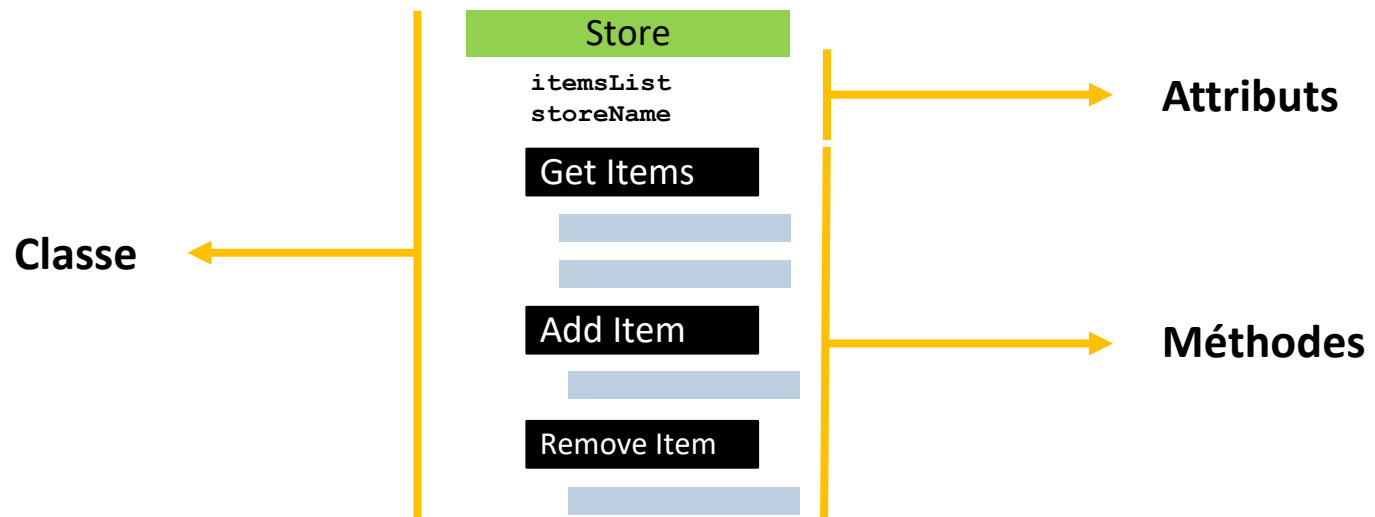 Store
itemsList
storeName
Attributs
Get Items
Classe
Add Item
Méthodes
Remove Item